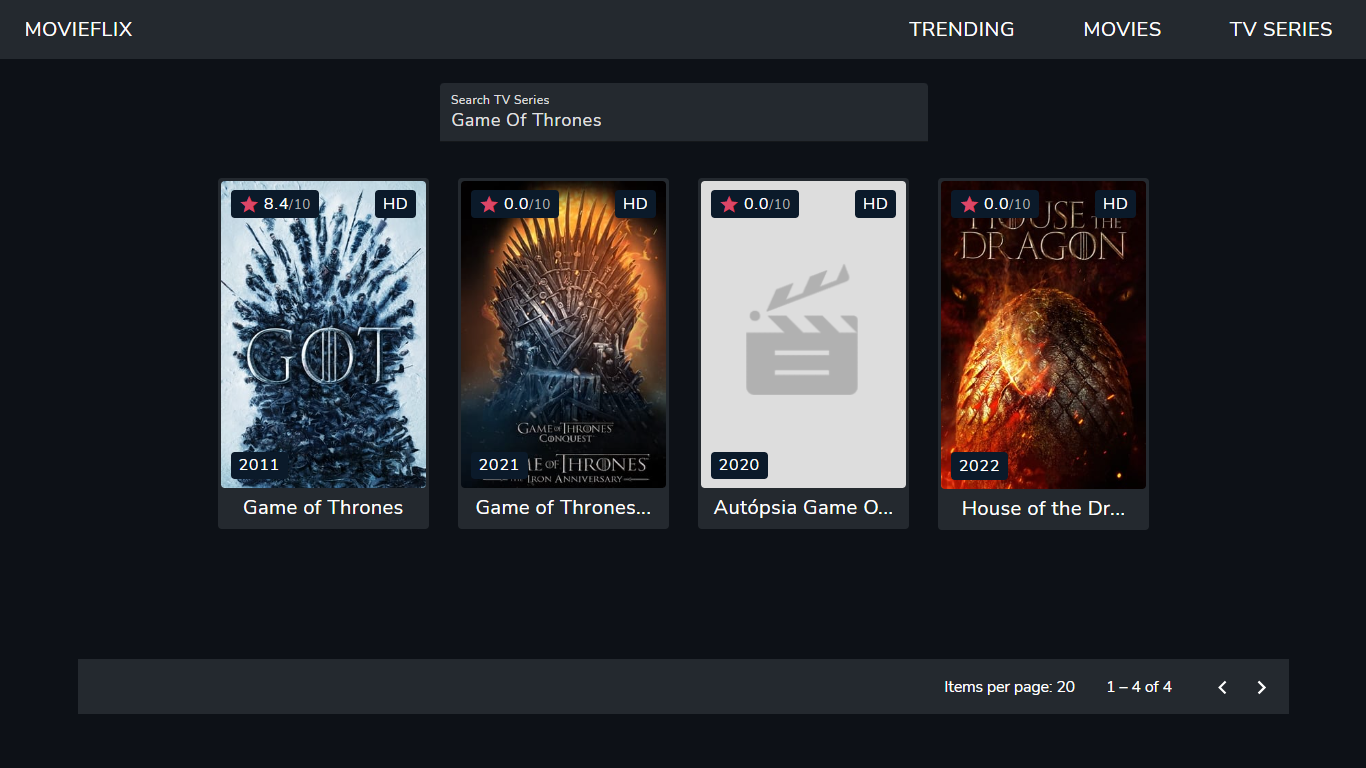 MOVIEFLIX TRENDING MOVIES TV SERIES
Search TV Series
Game Of Thrones
8.4/10 HD
GOT
2011
Game of Thrones
0.0/10 HD
GAME OF THRONES
CONQUEST
OF THRONES
IRON ANNIVERSARY
2021
Game of Thrones...
0.0/10 HD
2020
Autópsia Game O...
0.0/10 HD
HOUSE OF THE
DRAGON
2022
House of the Dr...
Items per page: 20 1 – 4 of 4